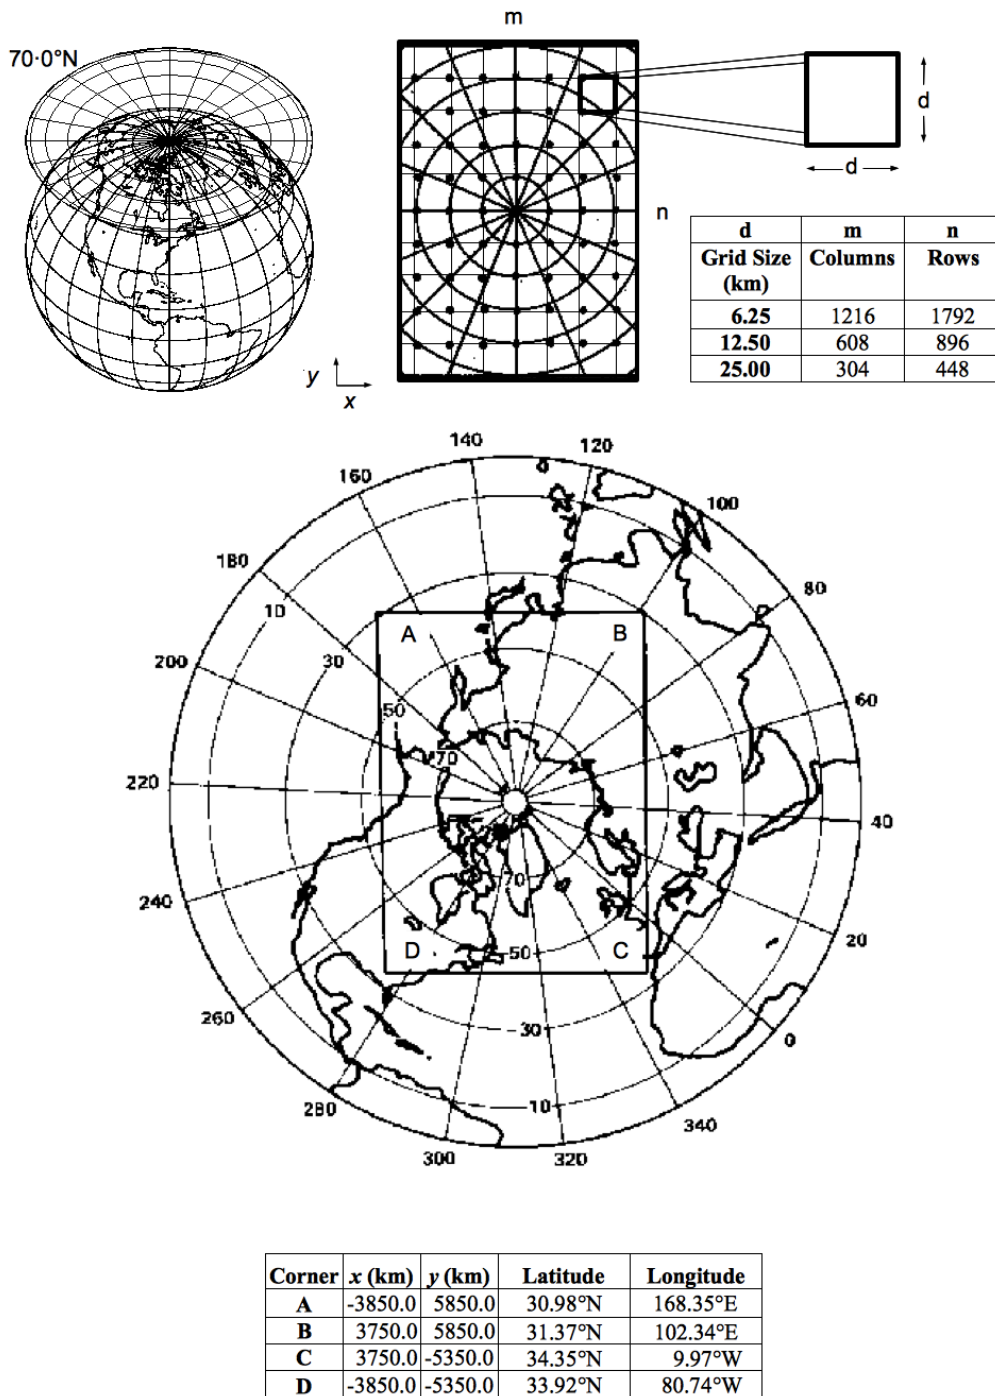 m
70·0°N
d
d
n
y
x
d m n
Grid Size (km) Columns Rows
6.25 1216 1792
12.50 608 896
25.00 304 448
140
120
160
100
180
80
10
A
B
200
30
60
50
70
220
40
240
70
20
D
50
C
260
30
0
280
10
340
300
320
Corner x (km) y (km) Latitude Longitude
A -3850.0 5850.0 30.98°N 168.35°E
B 3750.0 5850.0 31.37°N 102.34°E
C 3750.0 -5350.0 34.35°N 9.97°W
D -3850.0 -5350.0 33.92°N 80.74°W